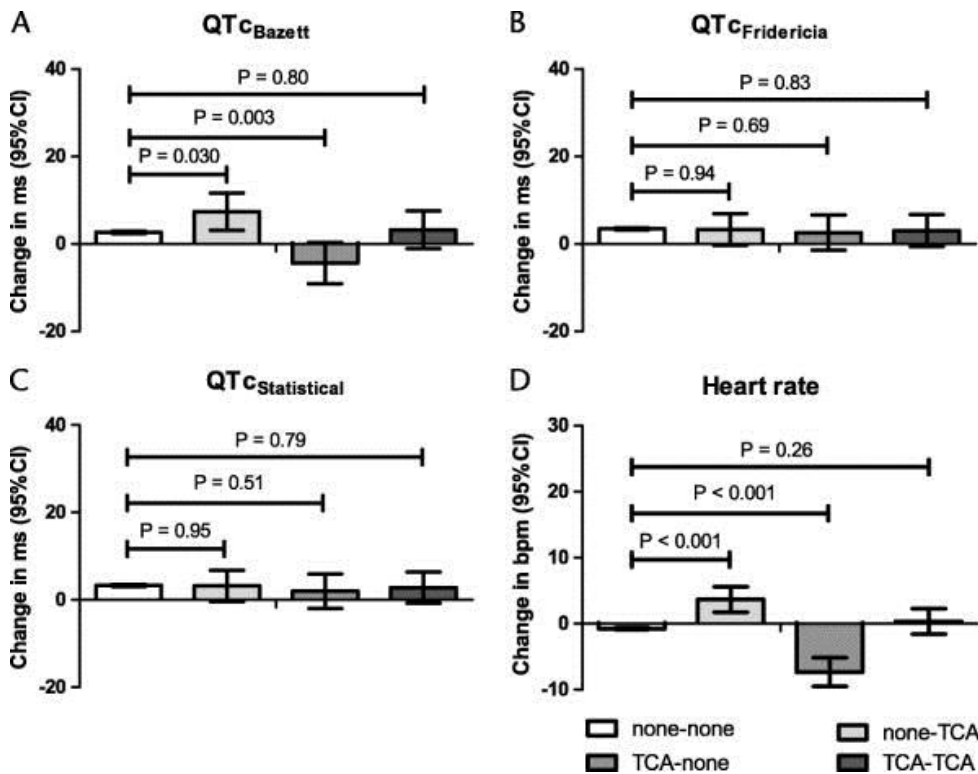 A
QTcBazett
Change in ms (95%CI)
40
20
0
-20
P = 0.80
P = 0.003
P = 0.030
B
QTcFridericia
Change in ms (95%CI)
40
20
0
-20
P = 0.83
P = 0.69
P = 0.94
C
QTcStatistical
Change in ms (95%CI)
40
20
0
-20
P = 0.79
P = 0.51
P = 0.95
D
Heart rate
Change in bpm (95%CI)
30
20
10
0
-10
P = 0.26
P < 0.001
P < 0.001
none-none
none-TCA
TCA-none
TCA-TCA